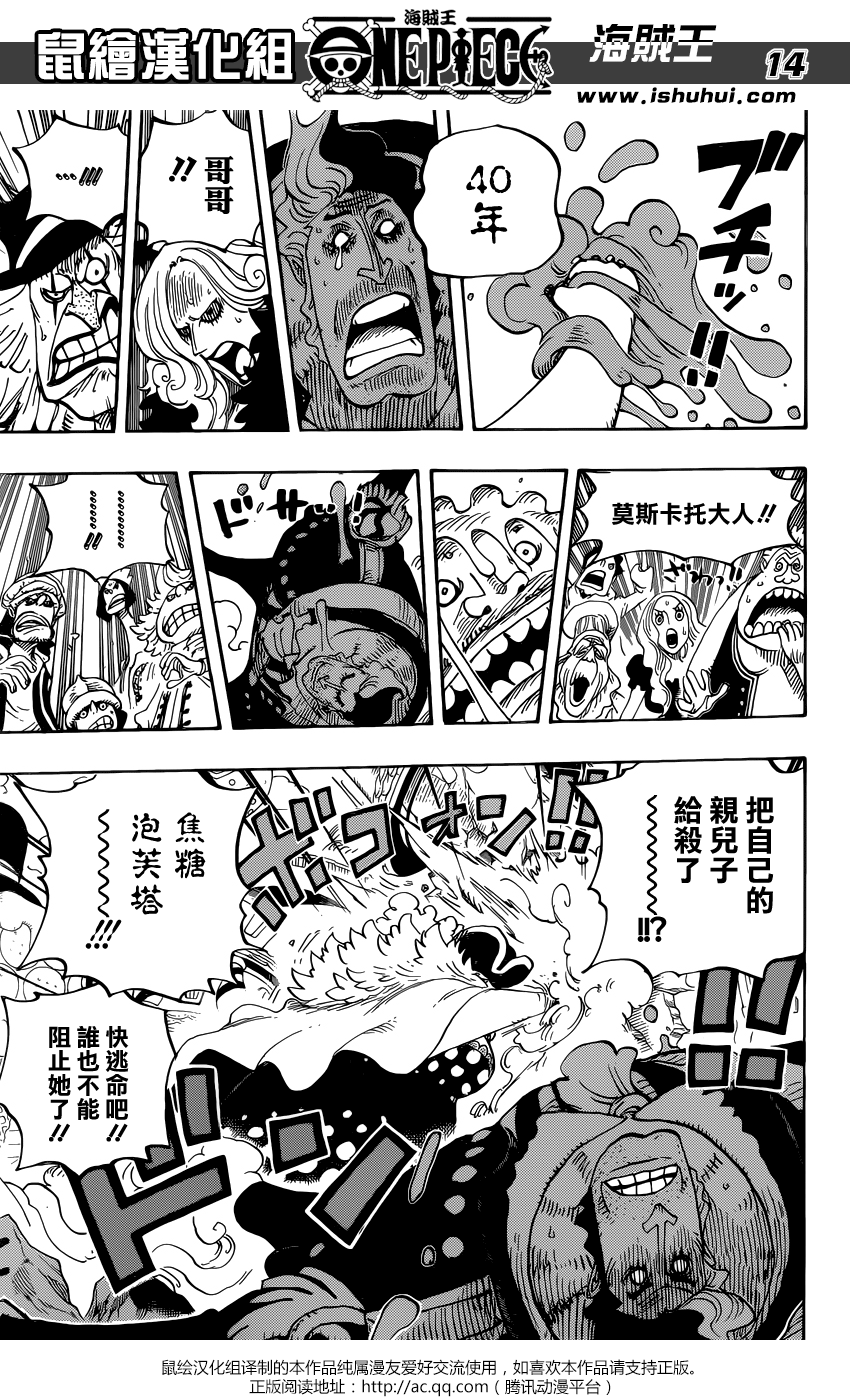 鼠繪漢化組
海賊王
ONE PIECE
海賊王
14
www.ishuhui.com
ブチッ!!
40
年
哥哥
!!
…!!!
莫斯卡托大人!!
ざわっ!!
ドサッ!!
…………
!!
把自己的
親兒子
給殺了
!!?
ボコォン!!
焦糖
泡芙塔
!!!
快逃命吧!!
誰也不能
阻止她了!!
ドーン!!
鼠绘汉化组译制的本作品纯属漫友爱好交流使用，如喜欢本作品请支持正版。
正版阅读地址：http://ac.qq.com（腾讯动漫平台）